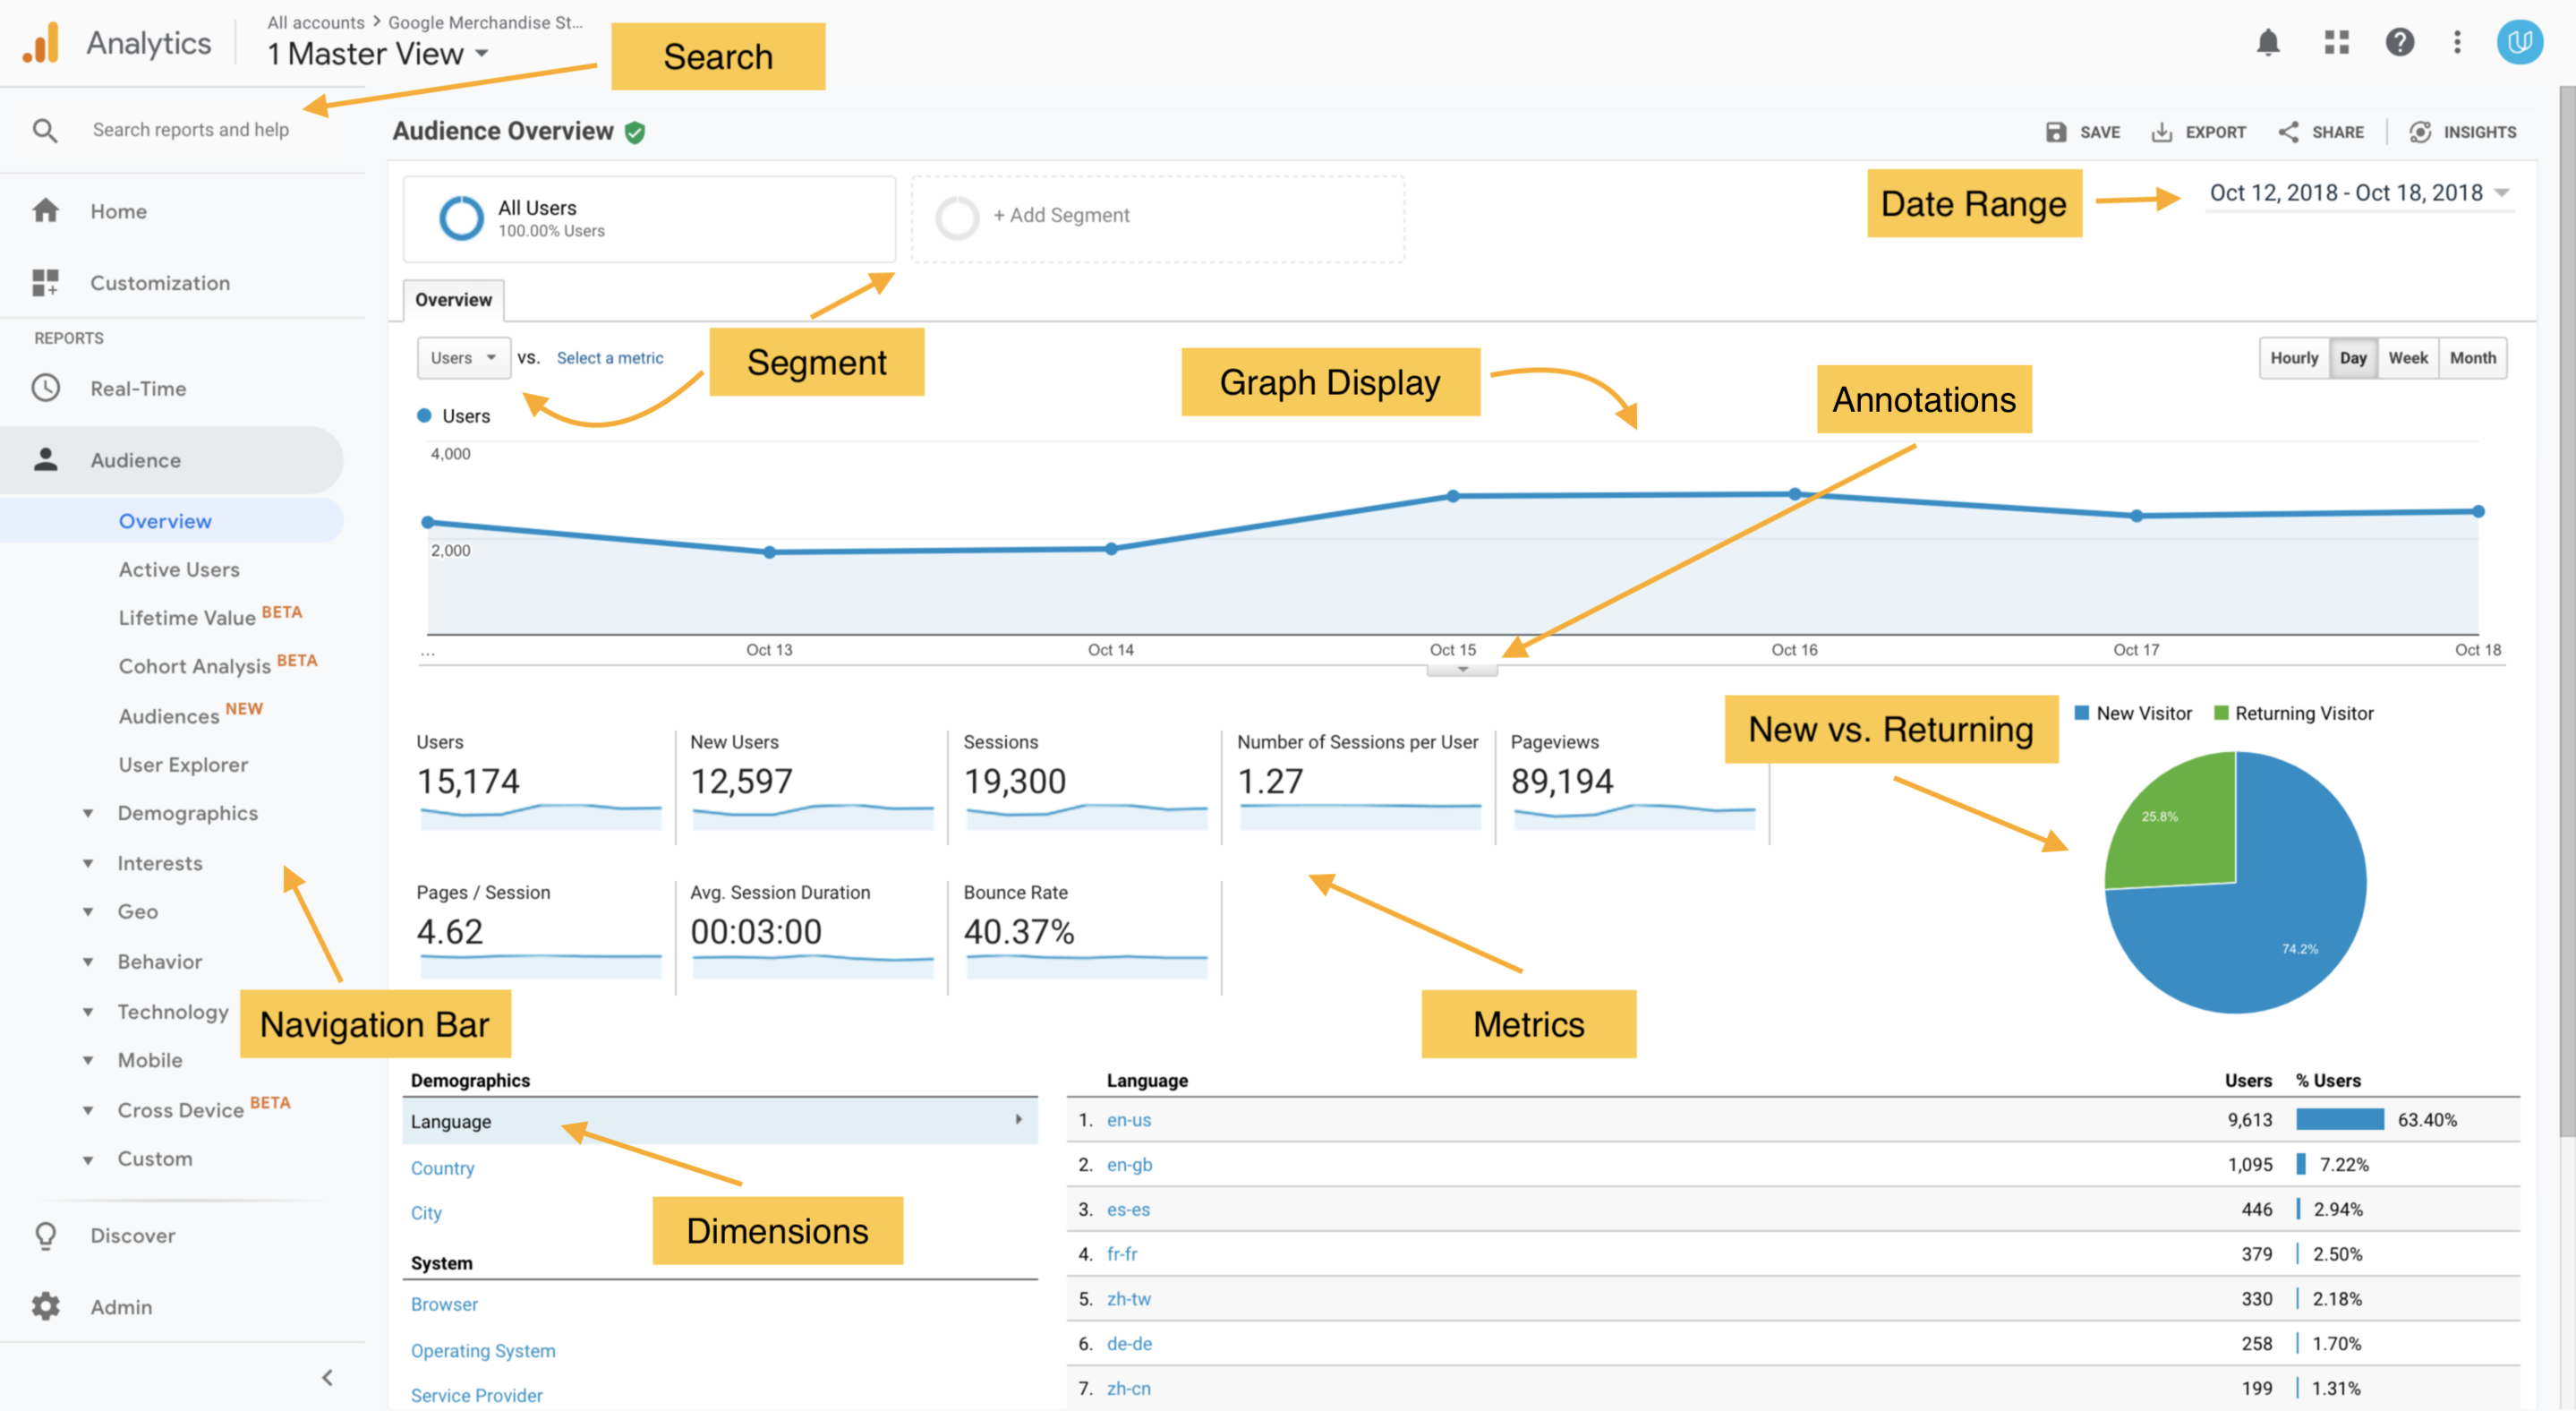 Analytics
All accounts > Google Merchandise St...
1 Master View
Search
Search reports and help
Home
Customization
REPORTS
Real-Time
Audience
Overview
Active Users
Lifetime Value BETA
Cohort Analysis BETA
Audiences NEW
User Explorer
Demographics
Interests
Geo
Behavior
Technology
Mobile
Cross Device BETA
Custom
Discover
Admin
Navigation Bar
Audience Overview
SAVE
EXPORT
SHARE
INSIGHTS
Date Range
Oct 12, 2018 - Oct 18, 2018
All Users
100.00% Users
+ Add Segment
Overview
Users vs. Select a metric
Segment
Graph Display
Annotations
Hourly Day Week Month
Users
4,000
2,000
... Oct 13 Oct 14 Oct 15 Oct 16 Oct 17 Oct 18
Users
15,174
New Users
12,597
Sessions
19,300
Number of Sessions per User
1.27
Pageviews
89,194
Pages / Session
4.62
Avg. Session Duration
00:03:00
Bounce Rate
40.37%
Metrics
New vs. Returning
New Visitor Returning Visitor
25.8%
74.2%
Demographics
Language
Country
City
Dimensions
System
Browser
Operating System
Service Provider
Language Users % Users
1. en-us 9,613 63.40%
2. en-gb 1,095 7.22%
3. es-es 446 2.94%
4. fr-fr 379 2.50%
5. zh-tw 330 2.18%
6. de-de 258 1.70%
7. zh-cn 199 1.31%